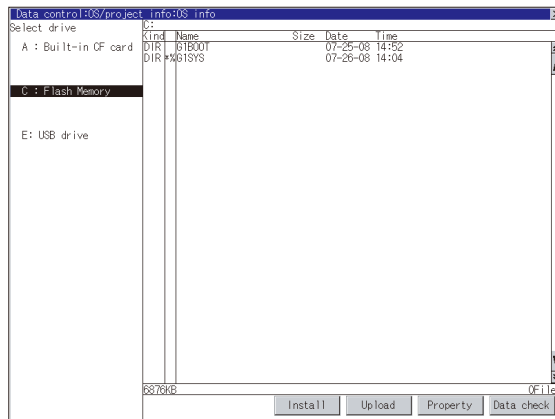 Data control:OS/project info:OS info
Select drive
A : Built-in CF card
C : Flash Memory
E: USB drive
C:
Kind Name Size Date Time
DIR G1BOOT 07-25-08 14:52
DIR *%G1SYS 07-26-08 14:04
6876KB 0File
Install Upload Property Data check